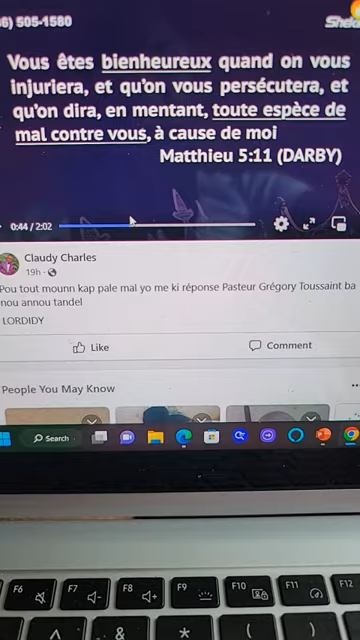 6) 505-1580
Vous êtes bienheureux quand on vous
injuriera, et qu'on vous persécutera, et
qu'on dira, en mentant, toute espèce de
mal contre vous, à cause de moi
Matthieu 5:11 (DARBY)
0:44 / 2:02
Claudy Charles
19h ·
Pou tout mounn kap pale mal yo me ki réponse Pasteur Grégory Toussaint ba
nou annou tandel
LORDIDY
Like
Comment
People You May Know
Search
F6
F7
F8
F9
F10
F11
F12
^
&
*
(
)